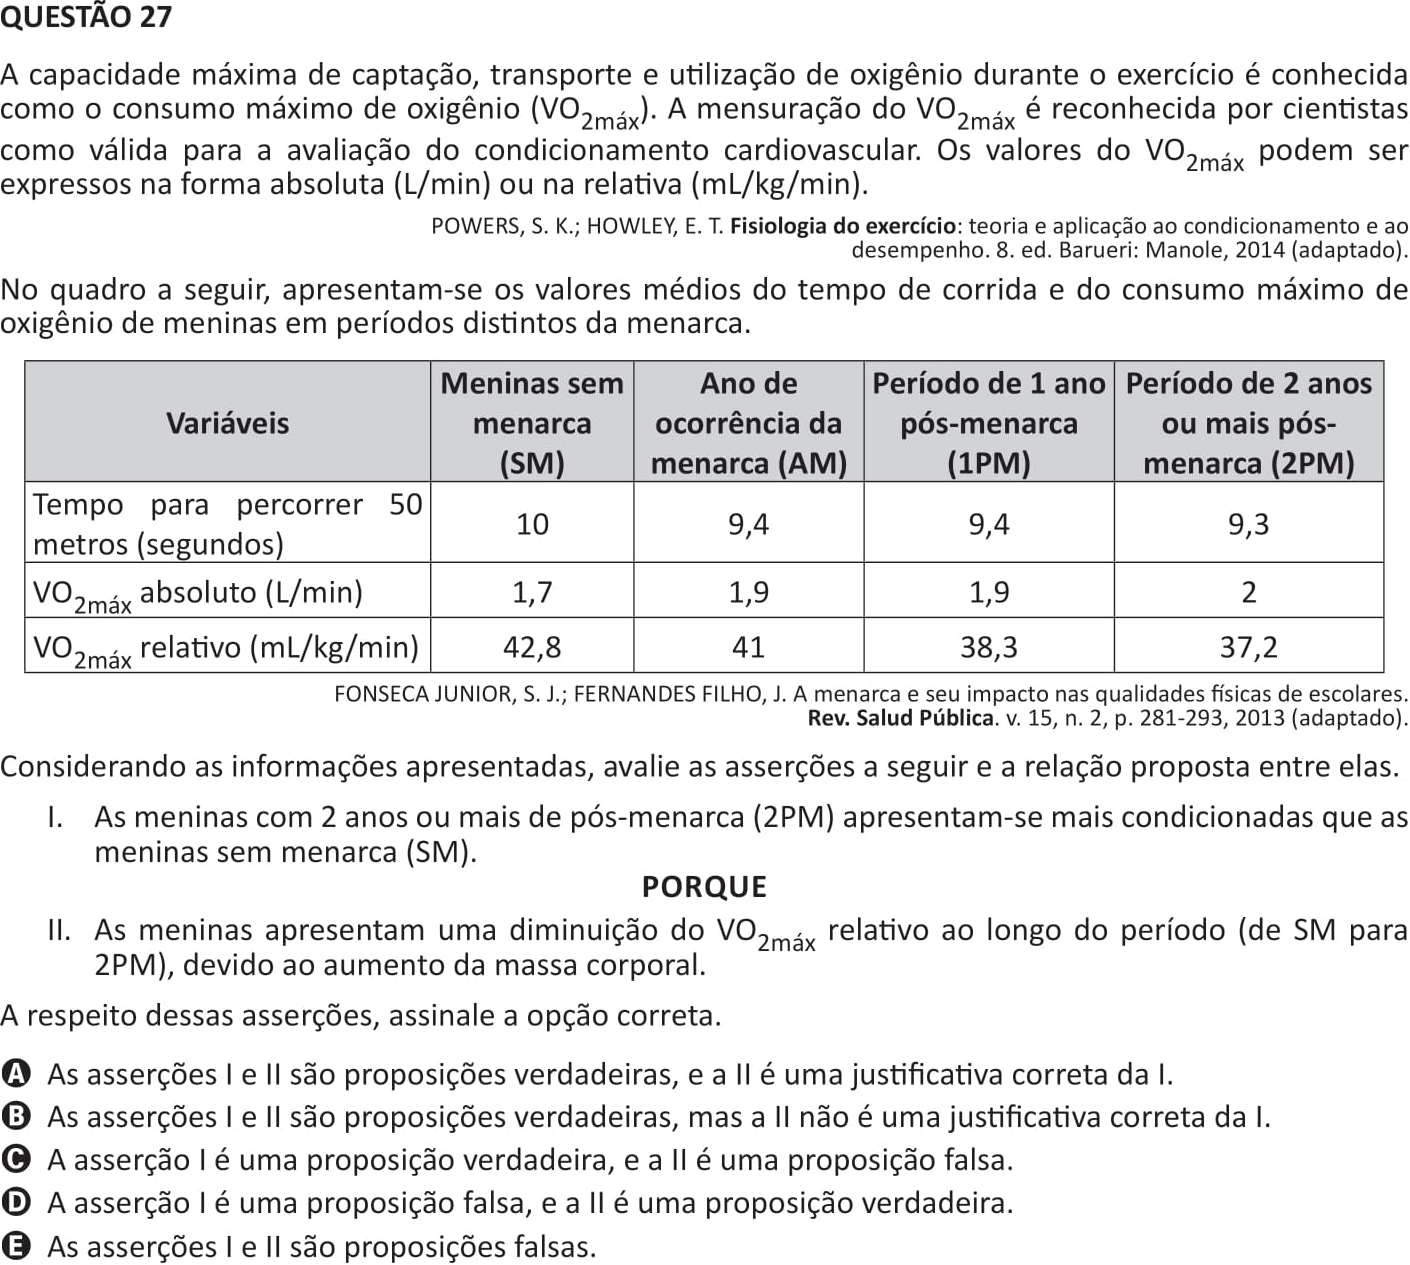 QUESTÃO 27
A capacidade máxima de captação, transporte e utilização de oxigênio durante o exercício é conhecida
como o consumo máximo de oxigênio (VO2máx). A mensuração do VO2máx é reconhecida por cientistas
como válida para a avaliação do condicionamento cardiovascular. Os valores do VO2máx podem ser
expressos na forma absoluta (L/min) ou na relativa (mL/kg/min).
POWERS, S. K.; HOWLEY, E. T. Fisiologia do exercício: teoria e aplicação ao condicionamento e ao
desempenho. 8. ed. Barueri: Manole, 2014 (adaptado).
No quadro a seguir, apresentam-se os valores médios do tempo de corrida e do consumo máximo de
oxigênio de meninas em períodos distintos da menarca.
Variáveis
Meninas sem
menarca
(SM)
Ano de
ocorrência da
menarca (AM)
Período de 1 ano
pós-menarca
(1PM)
Período de 2 anos
ou mais pós-
menarca (2PM)
Tempo para percorrer 50
metros (segundos)
10
9,4
9,4
9,3
VO2máx absoluto (L/min)
1,7
1,9
1,9
2
VO2máx relativo (mL/kg/min)
42,8
41
38,3
37,2
FONSECA JUNIOR, S. J.; FERNANDES FILHO, J. A menarca e seu impacto nas qualidades físicas de escolares.
Rev. Salud Pública. v. 15, n. 2, p. 281-293, 2013 (adaptado).
Considerando as informações apresentadas, avalie as asserções a seguir e a relação proposta entre elas.
I. As meninas com 2 anos ou mais de pós-menarca (2PM) apresentam-se mais condicionadas que as
meninas sem menarca (SM).
PORQUE
II. As meninas apresentam uma diminuição do VO2máx relativo ao longo do período (de SM para
2PM), devido ao aumento da massa corporal.
A respeito dessas asserções, assinale a opção correta.
A As asserções I e II são proposições verdadeiras, e a II é uma justificativa correta da I.
B As asserções I e II são proposições verdadeiras, mas a II não é uma justificativa correta da I.
C A asserção I é uma proposição verdadeira, e a II é uma proposição falsa.
D A asserção I é uma proposição falsa, e a II é uma proposição verdadeira.
E As asserções I e II são proposições falsas.